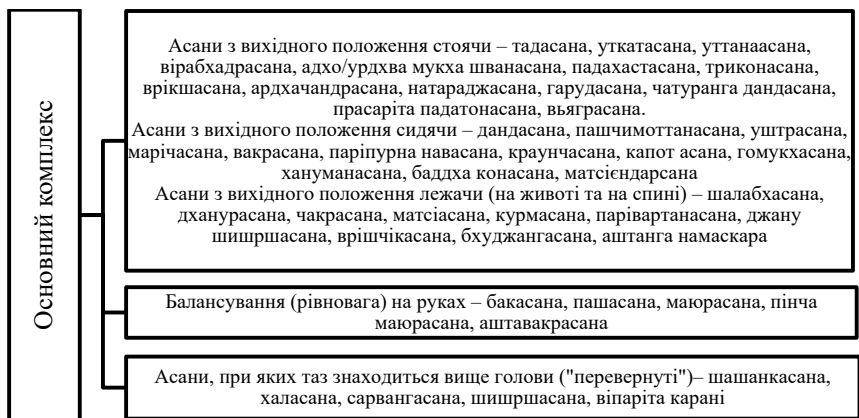 Основний комплекс
Асани з вихідного положення стоячи – тадасана, уткатасана, уттанаасана,
вірабхадрасана, адхо/урдхва мукха шванасана, падахастасана, триконасана,
врікшасана, ардхачандрасана, натараджасана, гарудасана, чатуранга дандасана,
прасаріта падатонасана, вьяграсана.
Асани з вихідного положення сидячи – дандасана, пашчимоттанасана, уштрасана,
марічасана, вакрасана, паріпурна навасана, краунчасана, капот асана, гомукхасана,
хануманасана, баддха конасана, матсієндарсана
Асани з вихідного положення лежачи (на животі та на спині) – шалабхасана,
дханурасана, чакрасана, матсіасана, курмасана, парівартанасана, джану
шишршасана, врішчікасана, бхуджангасана, аштанга намаскара
Балансування (рівновага) на руках – бакасана, пашасана, маюрасана, пінча
маюрасана, аштавакрасана
Асани, при яких таз знаходиться вище голови ("перевернуті")– шашанкасана,
халасана, сарвангасана, шишршасана, віпаріта карані